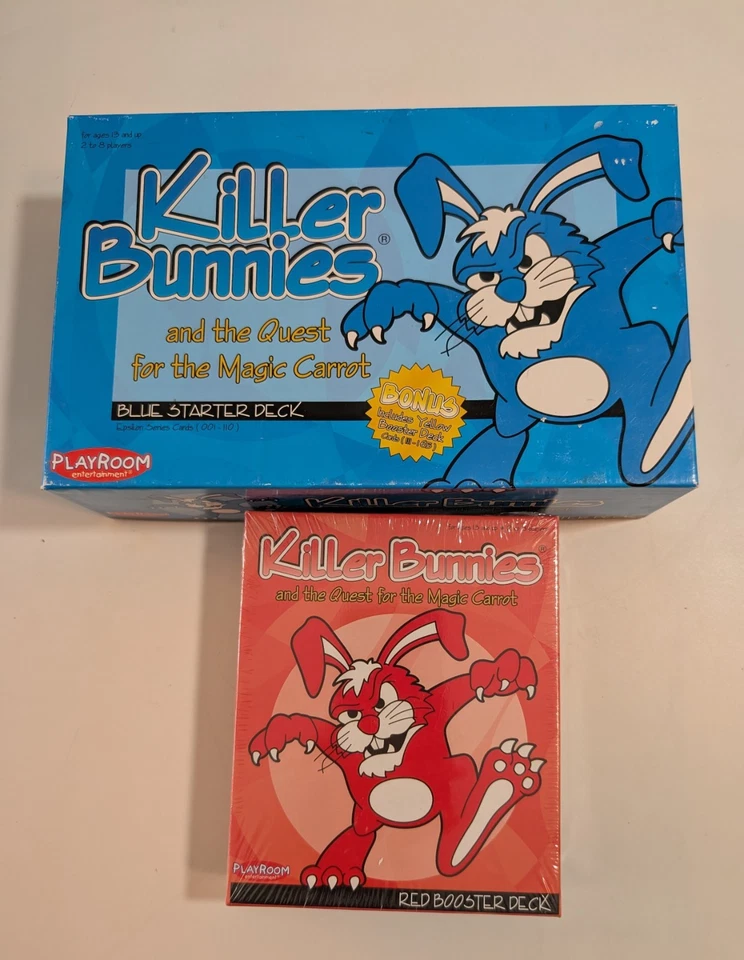 for ages 13 and up
2 to 8 players
Killer
Bunnies®
and the Quest
for the Magic Carrot
BLUE STARTER DECK
BONUS
Includes Yellow
Booster Deck
PLAYROOM
entertainment®
Killer Bunnies
Killer Bunnies®
and the Quest for the Magic Carrot
PLAYROOM
entertainment
RED BOOSTER DECK